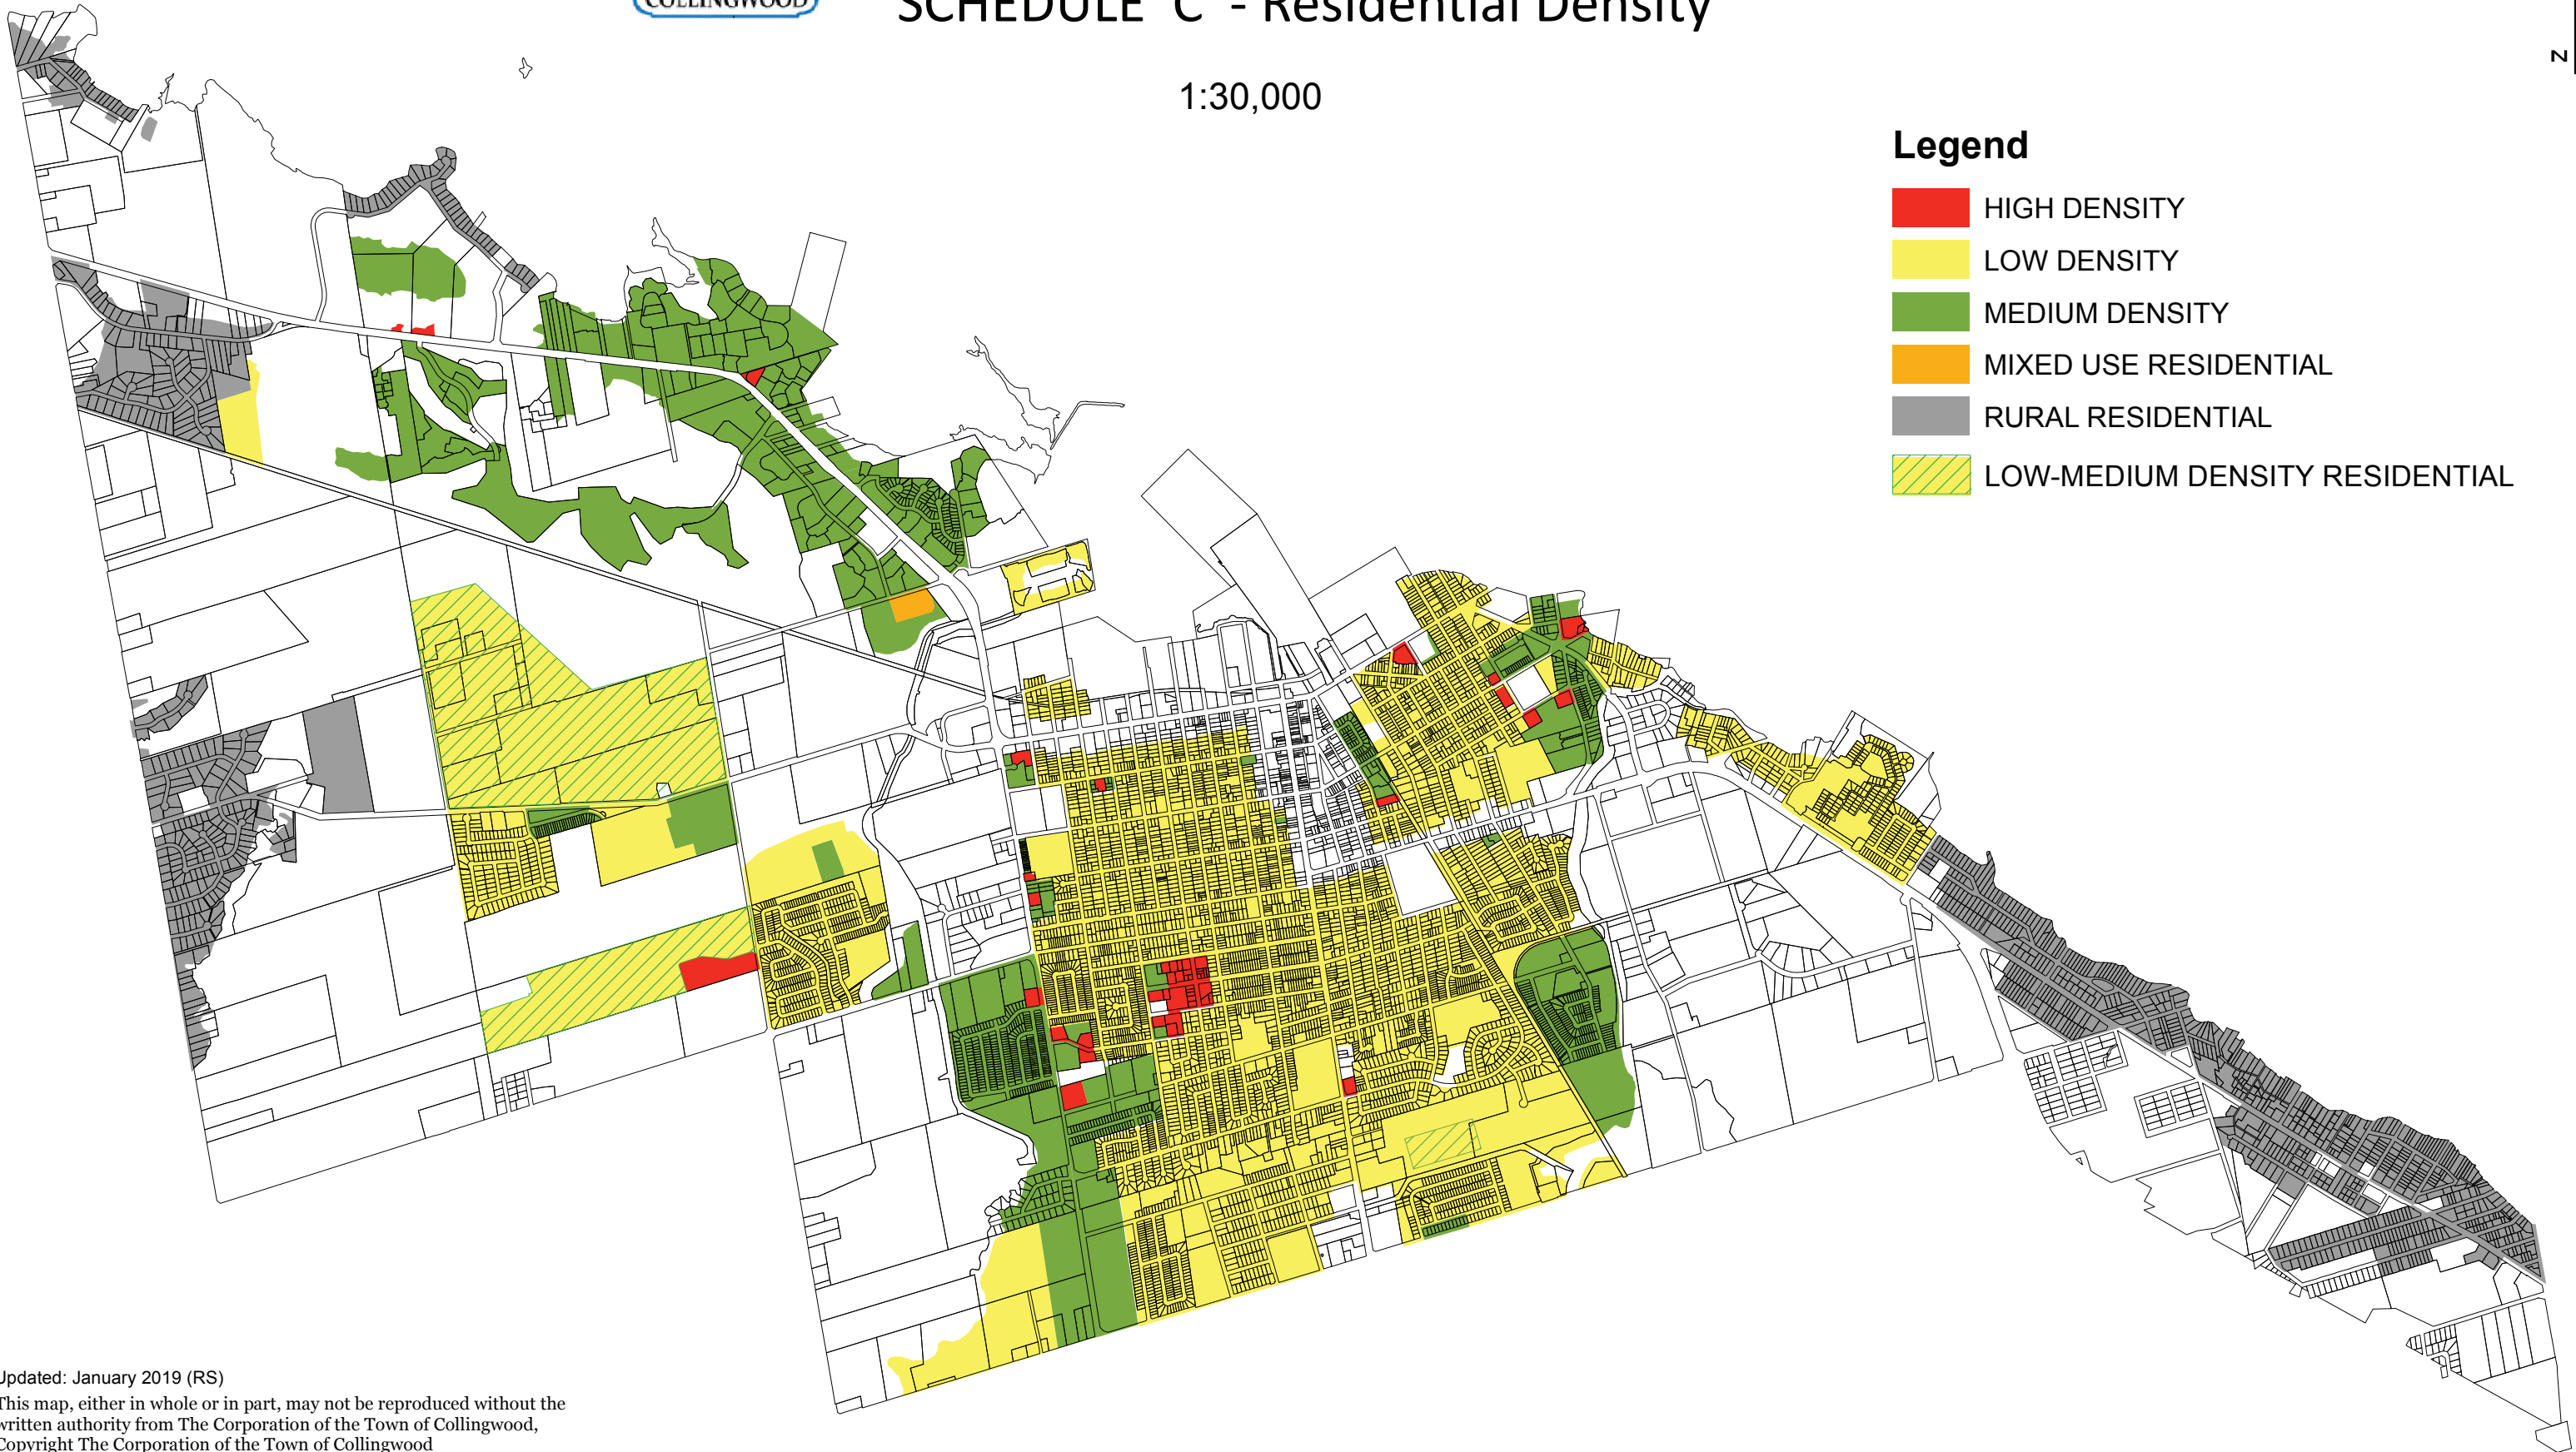 COLLINGWOOD
SCHEDULE 'C' - Residential Density
1:30,000
N
Legend
HIGH DENSITY
LOW DENSITY
MEDIUM DENSITY
MIXED USE RESIDENTIAL
RURAL RESIDENTIAL
LOW-MEDIUM DENSITY RESIDENTIAL
Updated: January 2019 (RS)
This map, either in whole or in part, may not be reproduced without the
written authority from The Corporation of the Town of Collingwood,
Copyright The Corporation of the Town of Collingwood